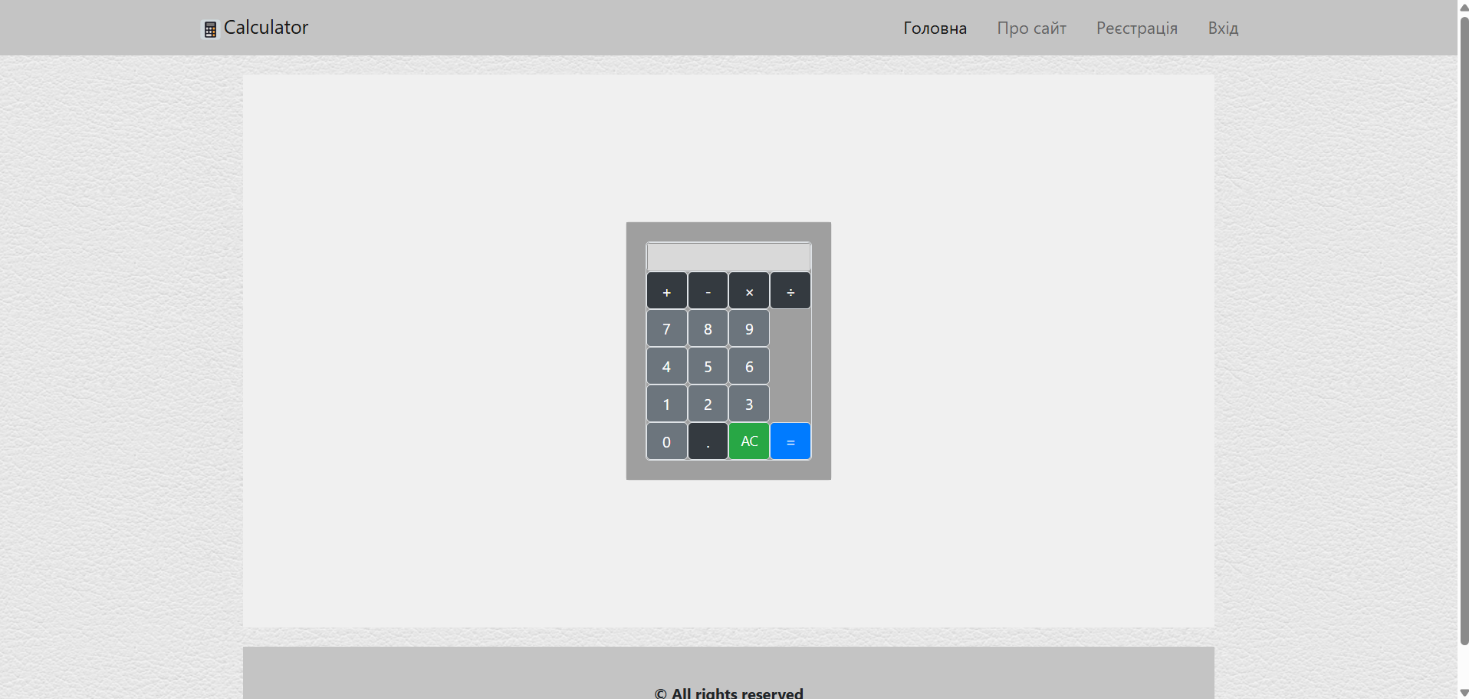 Calculator Головна Про сайт Реєстрація Вхід
+ - × ÷
7 8 9
4 5 6
1 2 3
0 . AC =
© All rights reserved